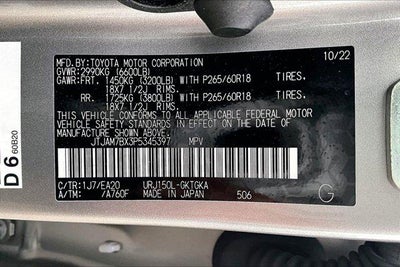 MFD.BY:TOYOTA MOTOR CORPORATION 10/22
GVWR:2990KG (6600LB)
GAWR:FRT. 1450KG (3200LB) WITH P265/60R18 TIRES.
18X7 1/2J RIMS,
RR. 1725KG (3800LB) WITH P265/60R18 TIRES.
18X7 1/2J RIMS,
THIS VEHICLE CONFORMS TO ALL APPLICABLE FEDERAL MOTOR
VEHICLE SAFETY STANDARDS IN EFFECT ON THE DATE OF
MANUFACTURE SHOWN ABOVE.
JTJAM7BX3P5345397 MPV
C/TR:1J7/EA20 URJ150L-GKTGKA
A/TM: /A760F MADE IN JAPAN 506
G
D 6
60B20